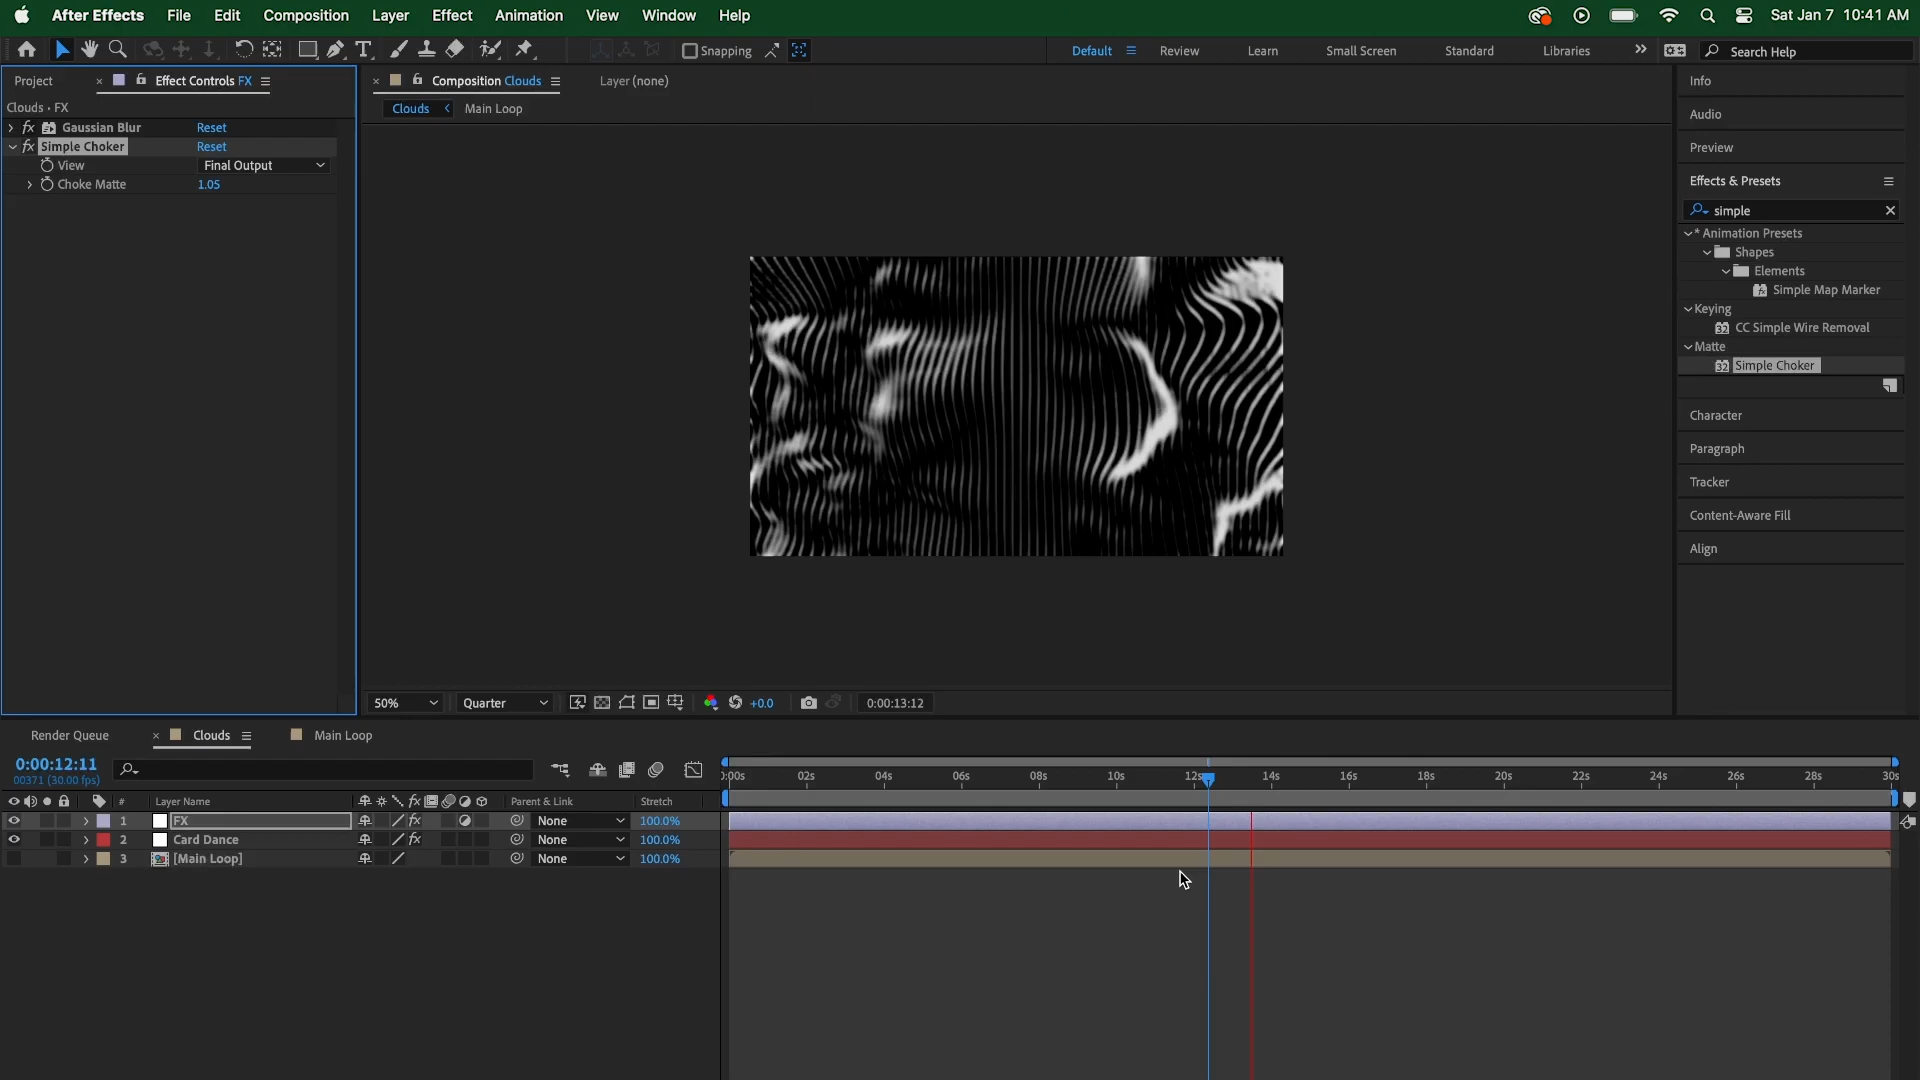 After Effects File Edit Composition Layer Effect Animation View Window Help Sat Jan 7 10:41 AM
Snapping Default Review Learn Small Screen Standard Libraries Search Help
Project Effect Controls FX Composition Clouds Layer (none) Info
Clouds • FX
Clouds Main Loop
Audio
Gaussian Blur Reset
Simple Choker Reset
Preview
View Final Output
Choke Matte 1.05
Effects & Presets
simple
* Animation Presets
Shapes
Elements
Simple Map Marker
Keying
CC Simple Wire Removal
Matte
Simple Choker
Character
Paragraph
Tracker
Content-Aware Fill
Align
50% Quarter +0.0 0:00:13:12
Render Queue Clouds Main Loop
0:00:12:11
00371 (30.00 fps)
:00s 02s 04s 06s 08s 10s 12s 14s 16s 18s 20s 22s 24s 26s 28s 30s
# Layer Name Parent & Link Stretch
1 FX None 100.0%
2 Card Dance None 100.0%
3 [Main Loop] None 100.0%